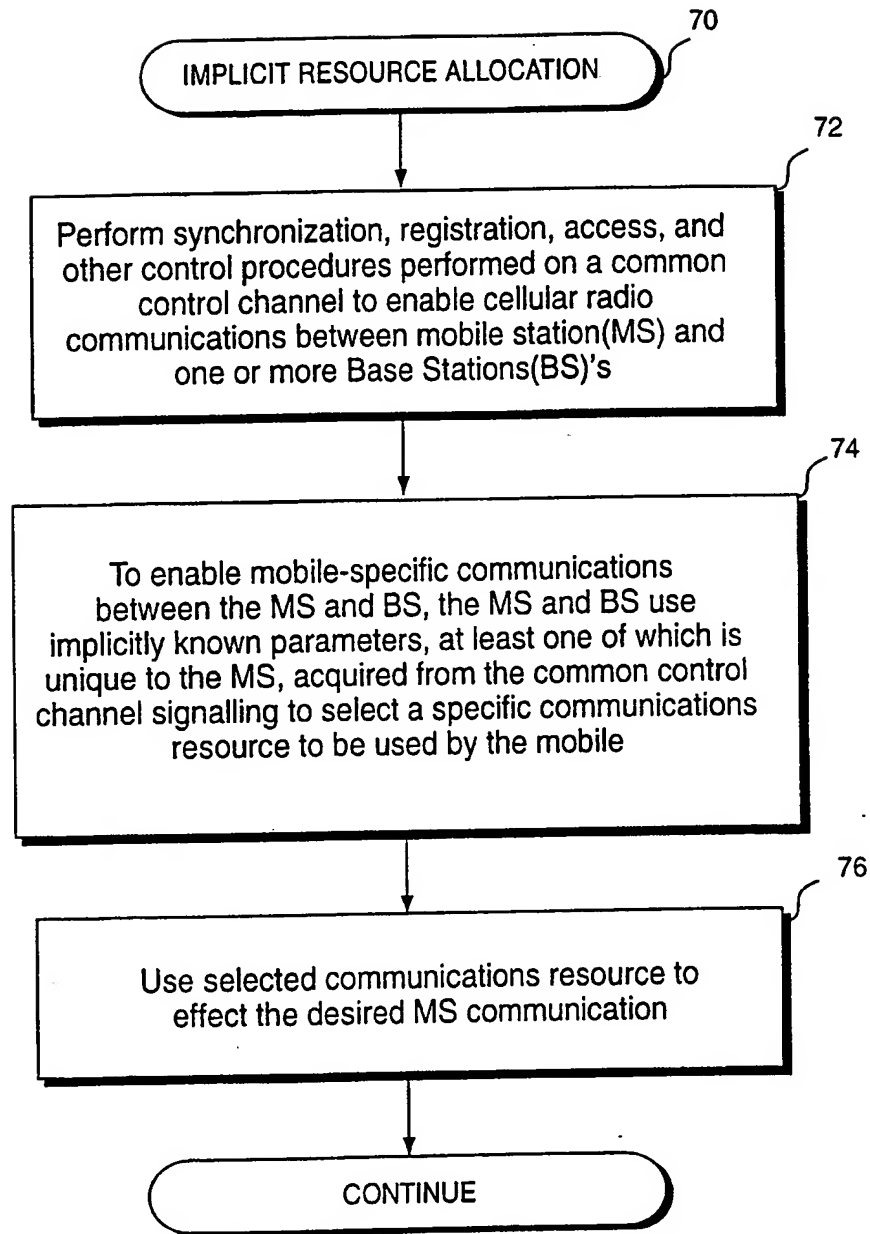 70
IMPLICIT RESOURCE ALLOCATION
72
Perform synchronization, registration, access, and
other control procedures performed on a common
control channel to enable cellular radio
communications between mobile station(MS) and
one or more Base Stations(BS)'s
74
To enable mobile-specific communications
between the MS and BS, the MS and BS use
implicitly known parameters, at least one of which is
unique to the MS, acquired from the common control
channel signalling to select a specific communications
resource to be used by the mobile
76
Use selected communications resource to
effect the desired MS communication
CONTINUE